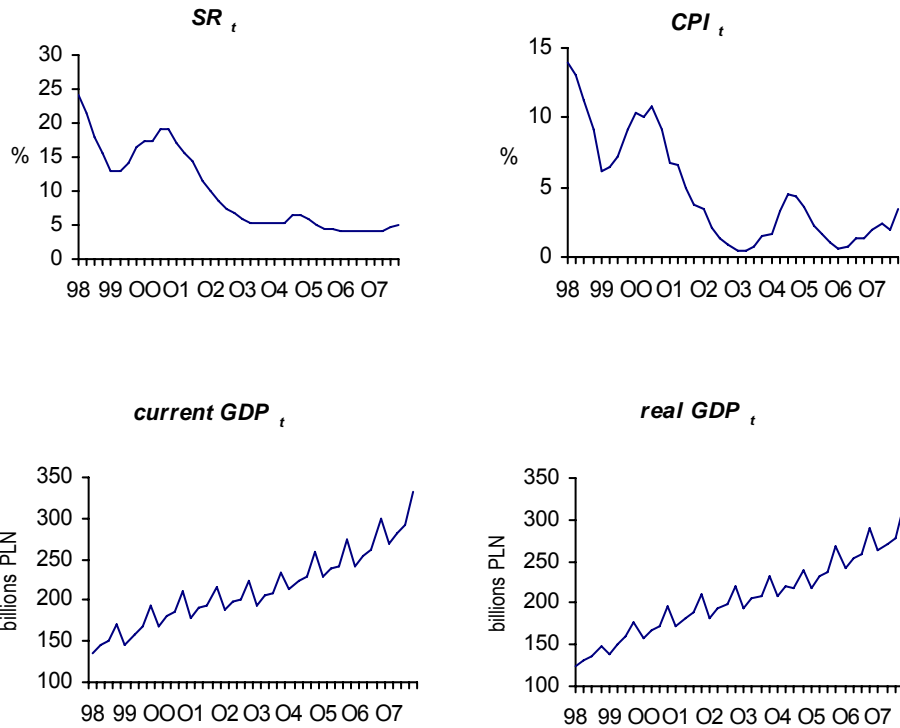 SR t
30
25
20
15
10
5
0
%
98 99 OO O1 O2 O3 O4 O5 O6 O7
CPI t
15
10
5
0
%
98 99 OO O1 O2 O3 O4 O5 O6 O7
current GDP t
350
300
250
200
150
100
billions PLN
98 99 OO O1 O2 O3 O4 O5 O6 O7
real GDP t
350
300
250
200
150
100
billions PLN
98 99 OO O1 O2 O3 O4 O5 O6 O7